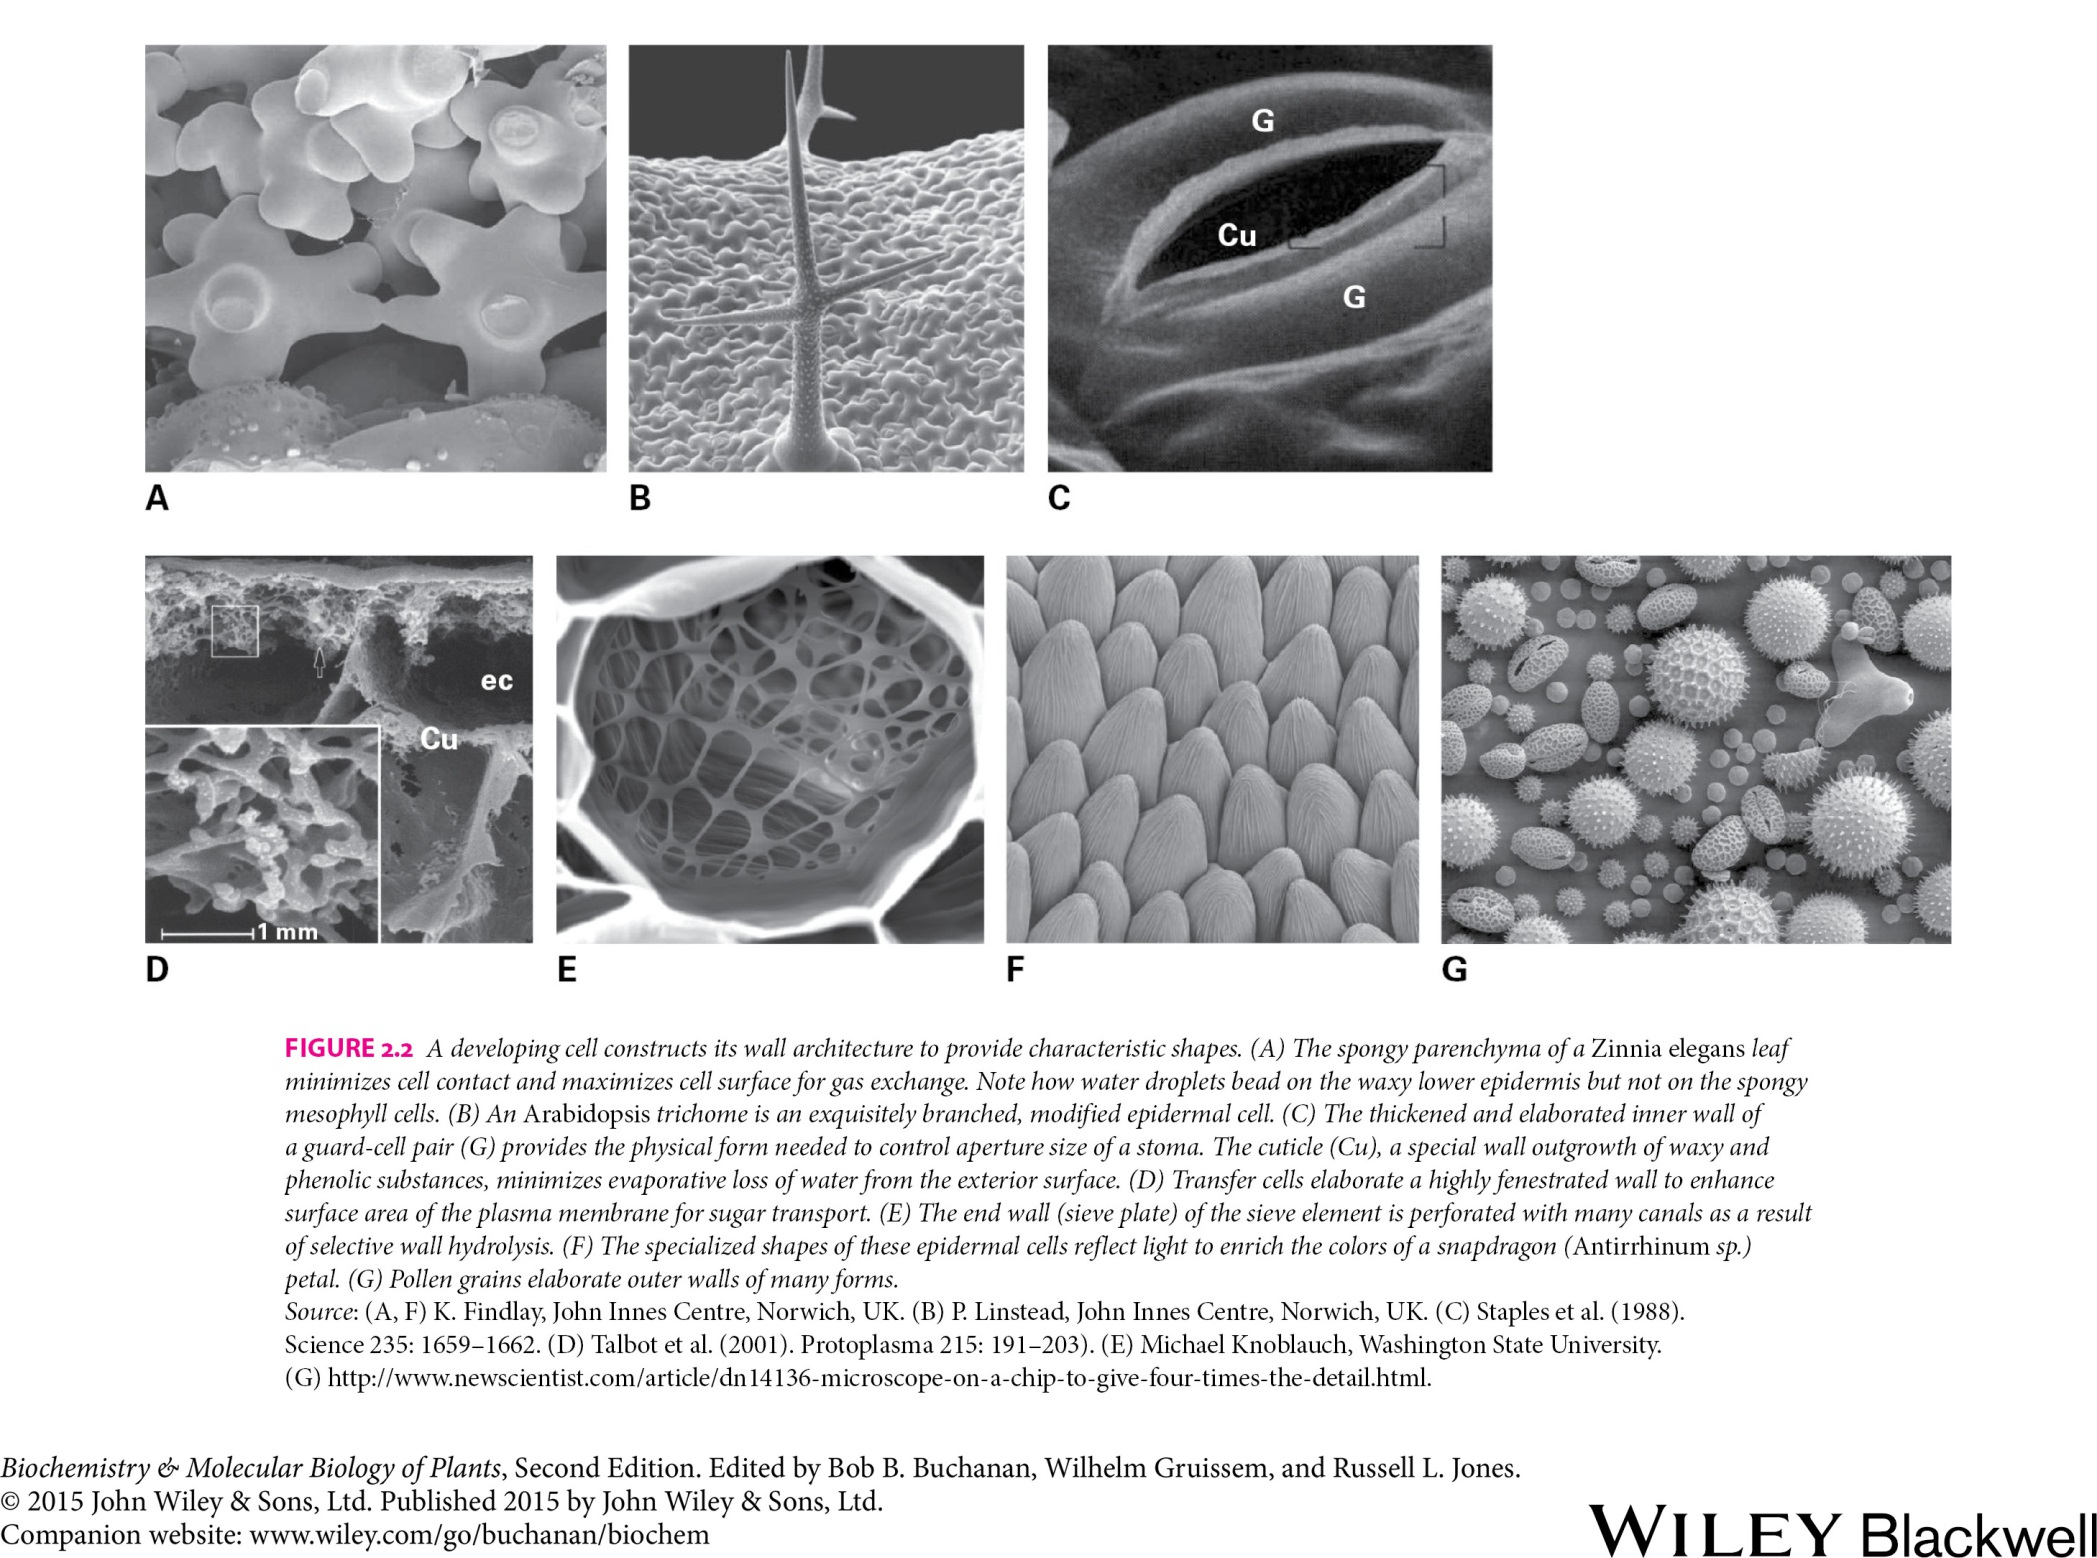 G
Cu
G
A
B
C
ec
Cu
1 mm
D
E
F
G
FIGURE 2.2 A developing cell constructs its wall architecture to provide characteristic shapes. (A) The spongy parenchyma of a Zinnia elegans leaf
minimizes cell contact and maximizes cell surface for gas exchange. Note how water droplets bead on the waxy lower epidermis but not on the spongy
mesophyll cells. (B) An Arabidopsis trichome is an exquisitely branched, modified epidermal cell. (C) The thickened and elaborated inner wall of
a guard-cell pair (G) provides the physical form needed to control aperture size of a stoma. The cuticle (Cu), a special wall outgrowth of waxy and
phenolic substances, minimizes evaporative loss of water from the exterior surface. (D) Transfer cells elaborate a highly fenestrated wall to enhance
surface area of the plasma membrane for sugar transport. (E) The end wall (sieve plate) of the sieve element is perforated with many canals as a result
of selective wall hydrolysis. (F) The specialized shapes of these epidermal cells reflect light to enrich the colors of a snapdragon (Antirrhinum sp.)
petal. (G) Pollen grains elaborate outer walls of many forms.
Source: (A, F) K. Findlay, John Innes Centre, Norwich, UK. (B) P. Linstead, John Innes Centre, Norwich, UK. (C) Staples et al. (1988).
Science 235: 1659–1662. (D) Talbot et al. (2001). Protoplasma 215: 191–203). (E) Michael Knoblauch, Washington State University.
(G) http://www.newscientist.com/article/dn14136-microscope-on-a-chip-to-give-four-times-the-detail.html.
Biochemistry & Molecular Biology of Plants, Second Edition. Edited by Bob B. Buchanan, Wilhelm Gruissem, and Russell L. Jones.
© 2015 John Wiley & Sons, Ltd. Published 2015 by John Wiley & Sons, Ltd.
Companion website: www.wiley.com/go/buchanan/biochem
WILEY Blackwell